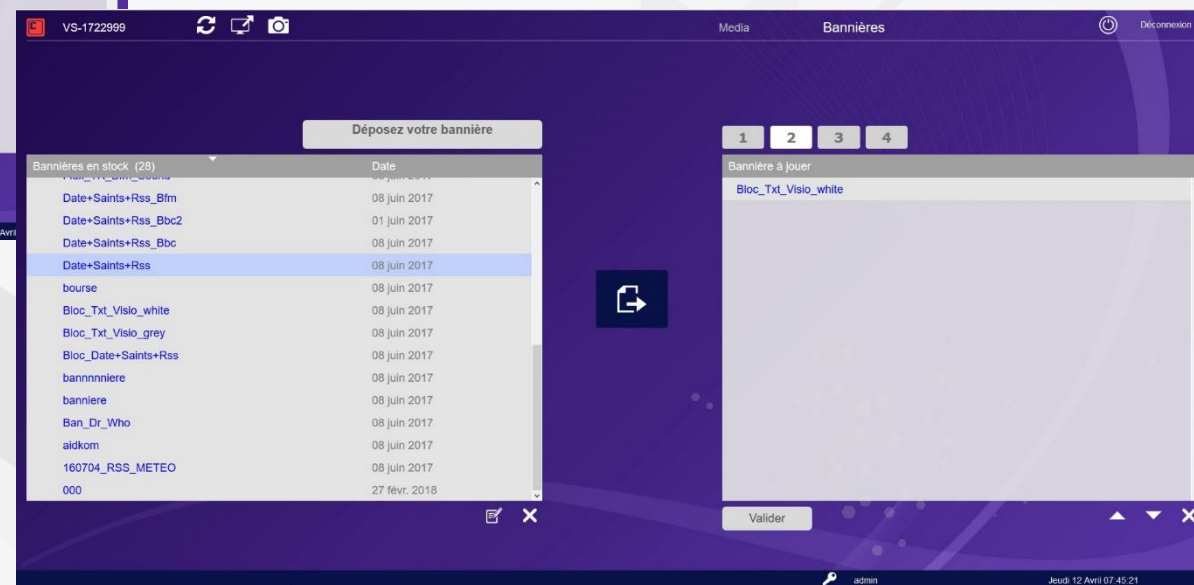 VS-1722999 Media Bannières Déconnexion
Déposez votre bannière
1 2 3 4
Bannières en stock (28) Date
Bannière à jouer
Bloc_Txt_Visio_white
Date+Saints+Rss_Bfm 08 juin 2017
Date+Saints+Rss_Bbc2 01 juin 2017
Date+Saints+Rss_Bbc 08 juin 2017
Date+Saints+Rss 08 juin 2017
bourse 08 juin 2017
Bloc_Txt_Visio_white 08 juin 2017
Bloc_Txt_Visio_grey 08 juin 2017
Bloc_Date+Saints+Rss 08 juin 2017
bannnnniere 08 juin 2017
banniere 08 juin 2017
Ban_Dr_Who 08 juin 2017
aidkom 08 juin 2017
160704_RSS_METEO 08 juin 2017
000 27 févr. 2018
Valider
Avril
admin Jeudi 12 Avril 07:45:21